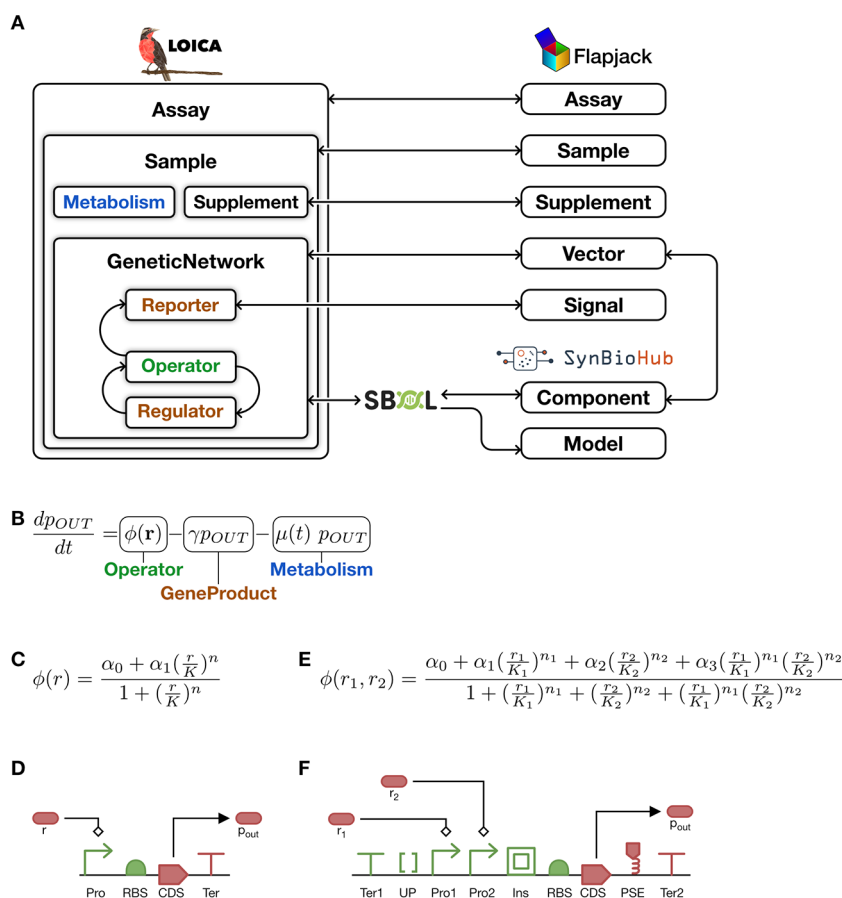 A
LOICA
Flapjack
Assay
Assay
Sample
Sample
Metabolism
Supplement
Supplement
GeneticNetwork
Vector
Reporter
Signal
SynBioHub
Operator
SBOL
Component
Regulator
Model
B
dp_OUT/dt = ϕ(r) − γp_OUT − μ(t) p_OUT
Operator
Metabolism
GeneProduct
C
ϕ(r) = (α₀ + α₁(r/K)ⁿ) / (1 + (r/K)ⁿ)
E
ϕ(r₁, r₂) = (α₀ + α₁(r₁/K₁)^n₁ + α₂(r₂/K₂)^n₂ + α₃(r₁/K₁)^n₁(r₂/K₂)^n₂) / (1 + (r₁/K₁)^n₁ + (r₂/K₂)^n₂ + (r₁/K₁)^n₁(r₂/K₂)^n₂)
D
r
p_out
Pro RBS CDS Ter
F
r₂
r₁
p_out
Ter1 UP Pro1 Pro2 Ins RBS CDS PSE Ter2